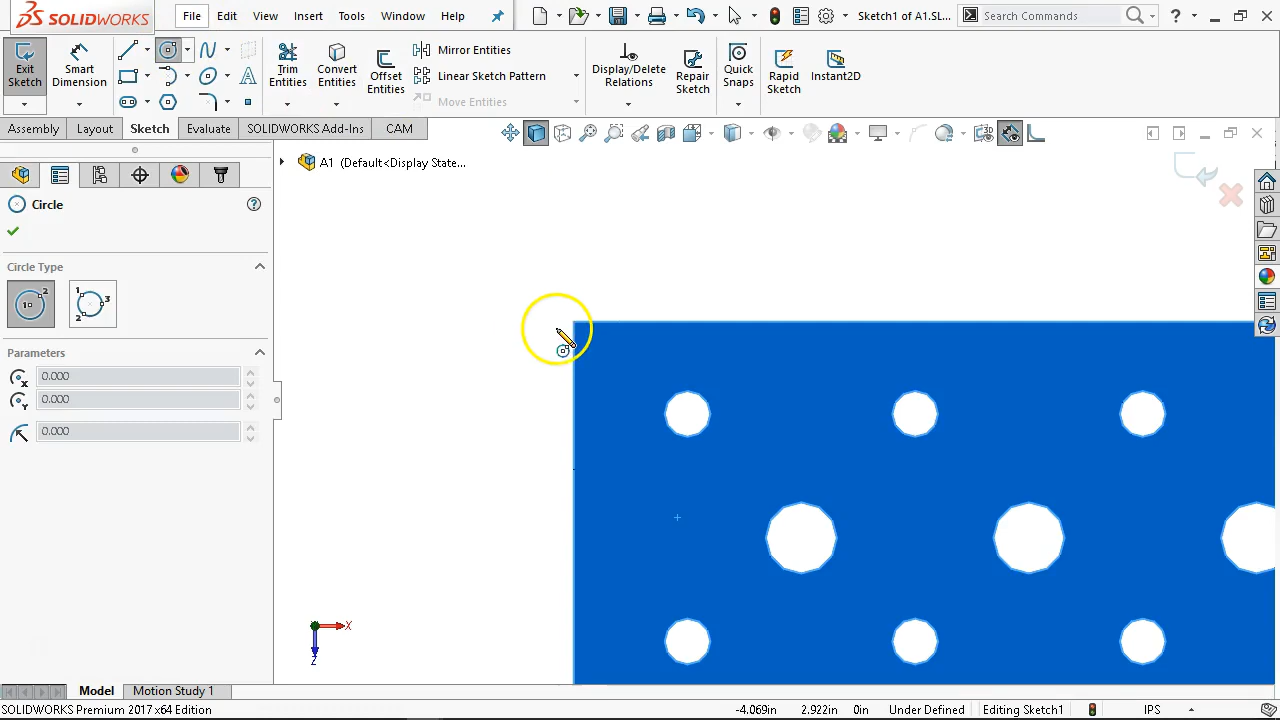 SOLIDWORKS
File
Edit
View
Insert
Tools
Window
Help
Sketch1 of A1.SL...
Search Commands
?
Exit
Sketch
Smart
Dimension
Trim
Entities
Convert
Entities
Offset
Entities
Mirror Entities
Linear Sketch Pattern
Move Entities
Display/Delete
Relations
Repair
Sketch
Quick
Snaps
Rapid
Sketch
Instant2D
Assembly
Layout
Sketch
Evaluate
SOLIDWORKS Add-Ins
CAM
A1 (Default<Display State...
Circle
Circle Type
Parameters
0.000
0.000
0.000
X
Z
Model
Motion Study 1
SOLIDWORKS Premium 2017 x64 Edition
-4.069in
2.922in
0in
Under Defined
Editing Sketch1
IPS